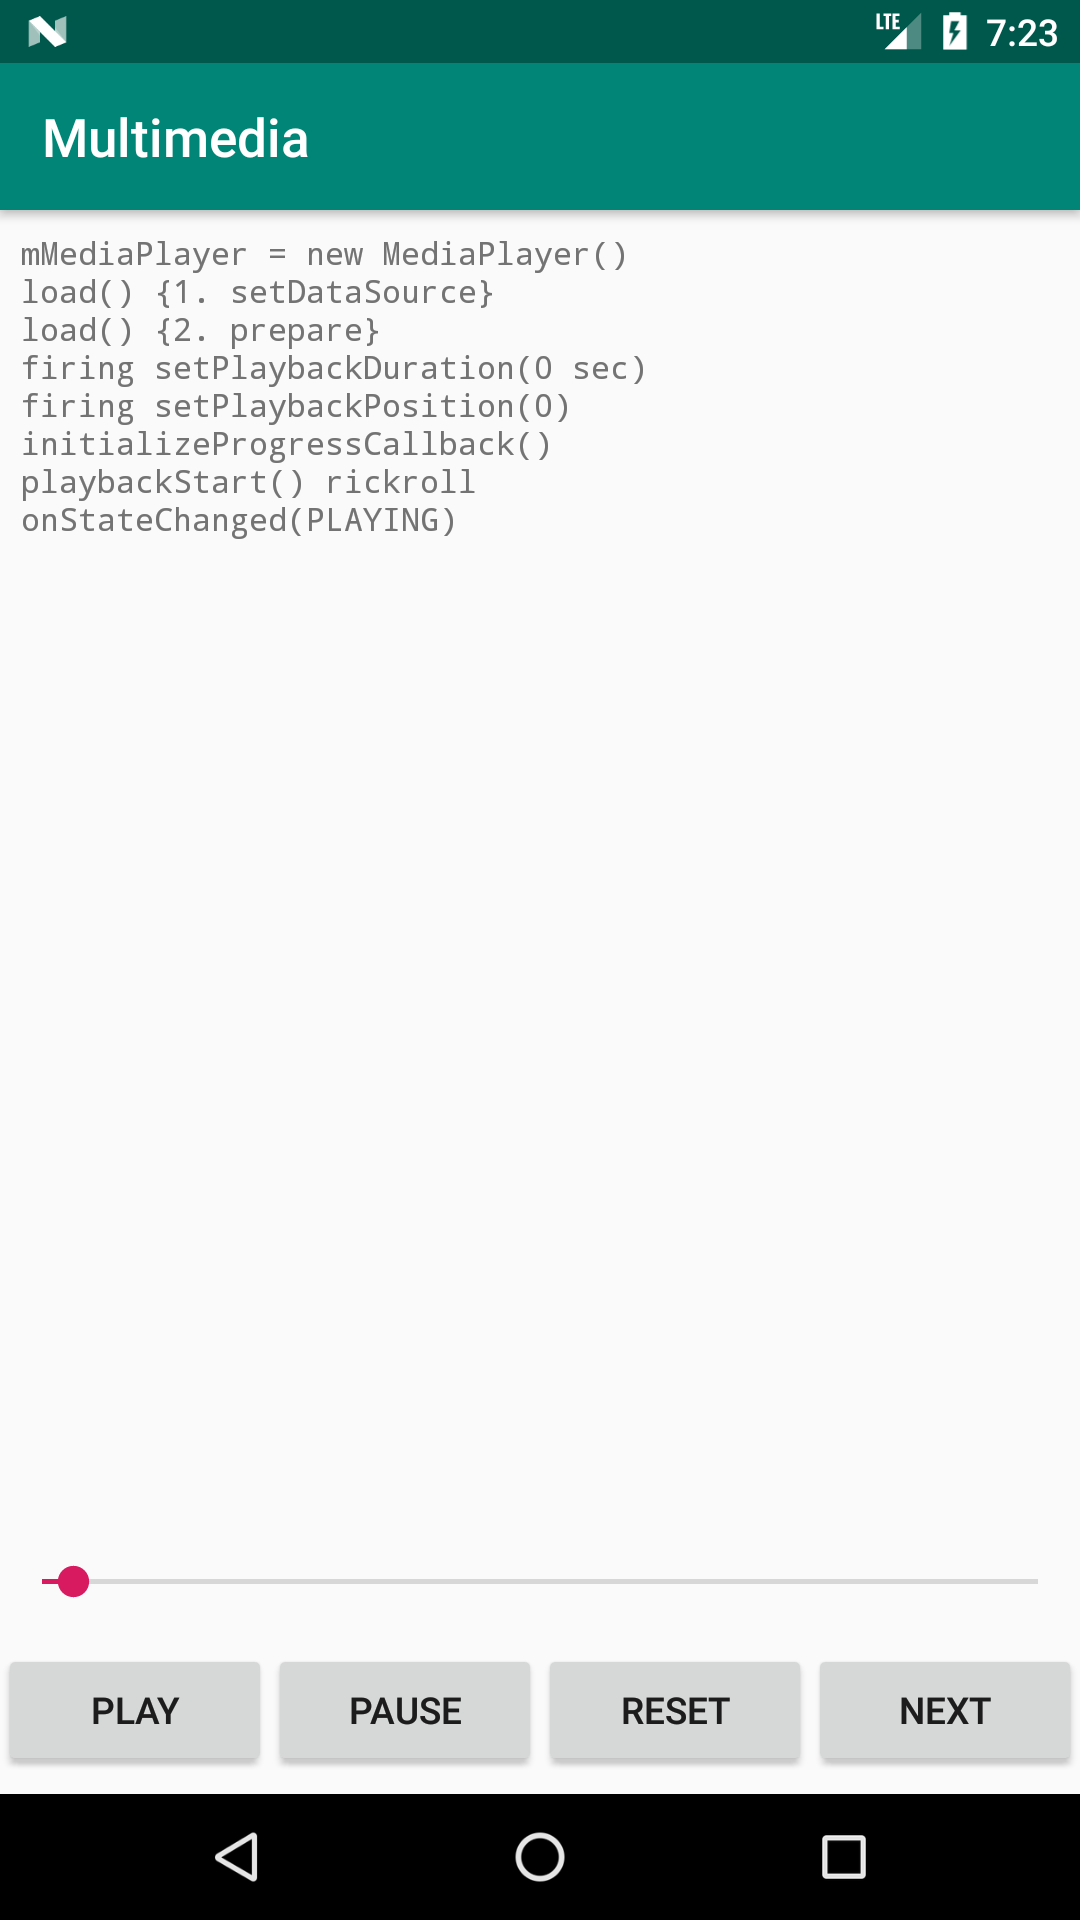 LTE 7:23
Multimedia
mMediaPlayer = new MediaPlayer()
load() {1. setDataSource}
load() {2. prepare}
firing setPlaybackDuration(0 sec)
firing setPlaybackPosition(0)
initializeProgressCallback()
playbackStart() rickroll
onStateChanged(PLAYING)
PLAY PAUSE RESET NEXT